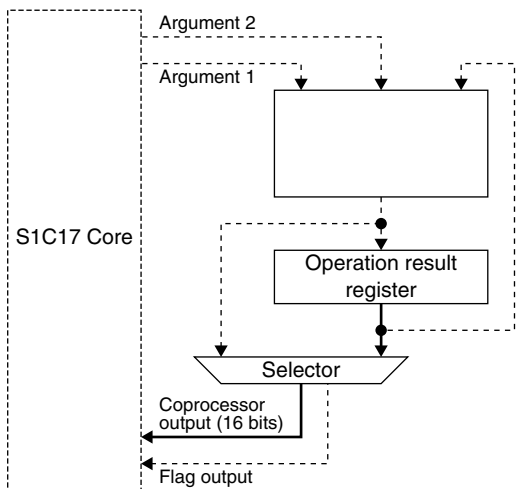 Argument 2
Argument 1
S1C17 Core
Operation result
register
Selector
Coprocessor
output (16 bits)
Flag output